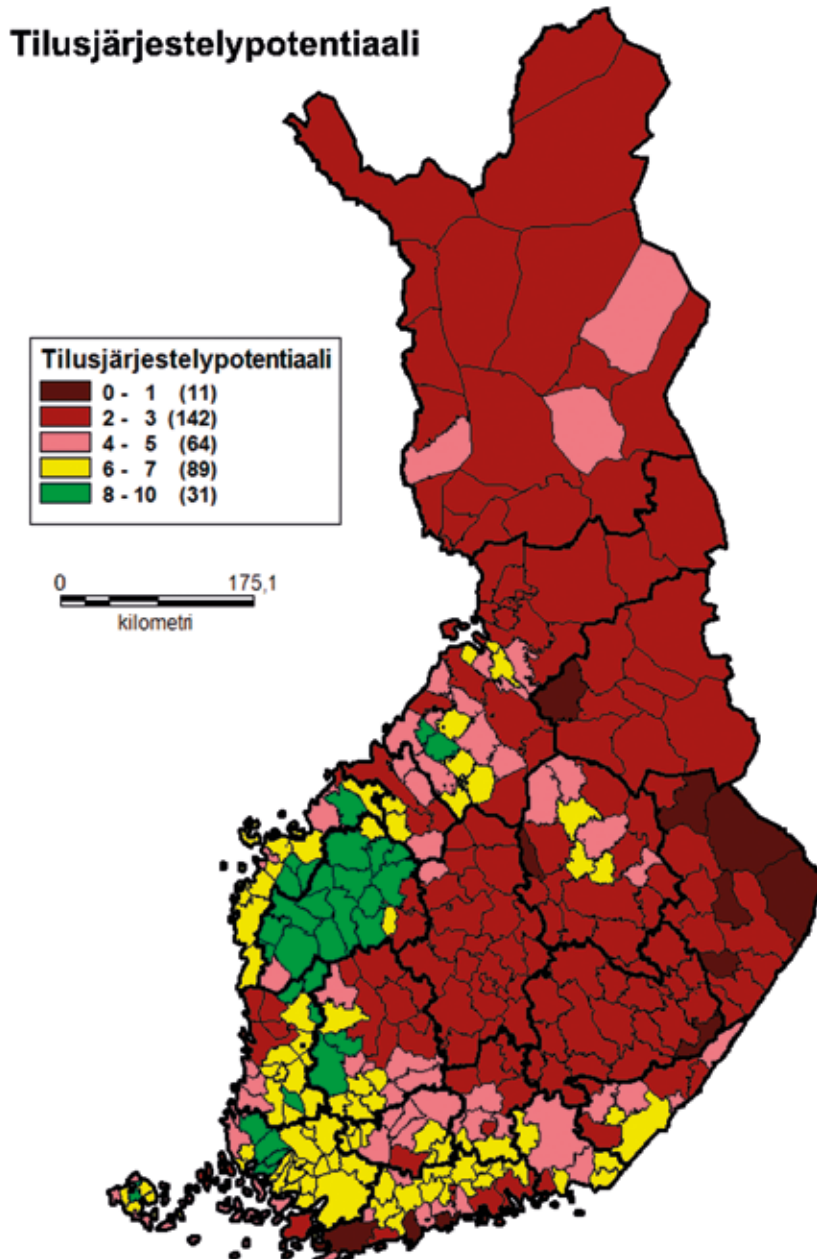 Tilusjärjestelypotentiaali
Tilusjärjestelypotentiaali
0 - 1 (11)
2 - 3 (142)
4 - 5 (64)
6 - 7 (89)
8 - 10 (31)
0 175,1
kilometri